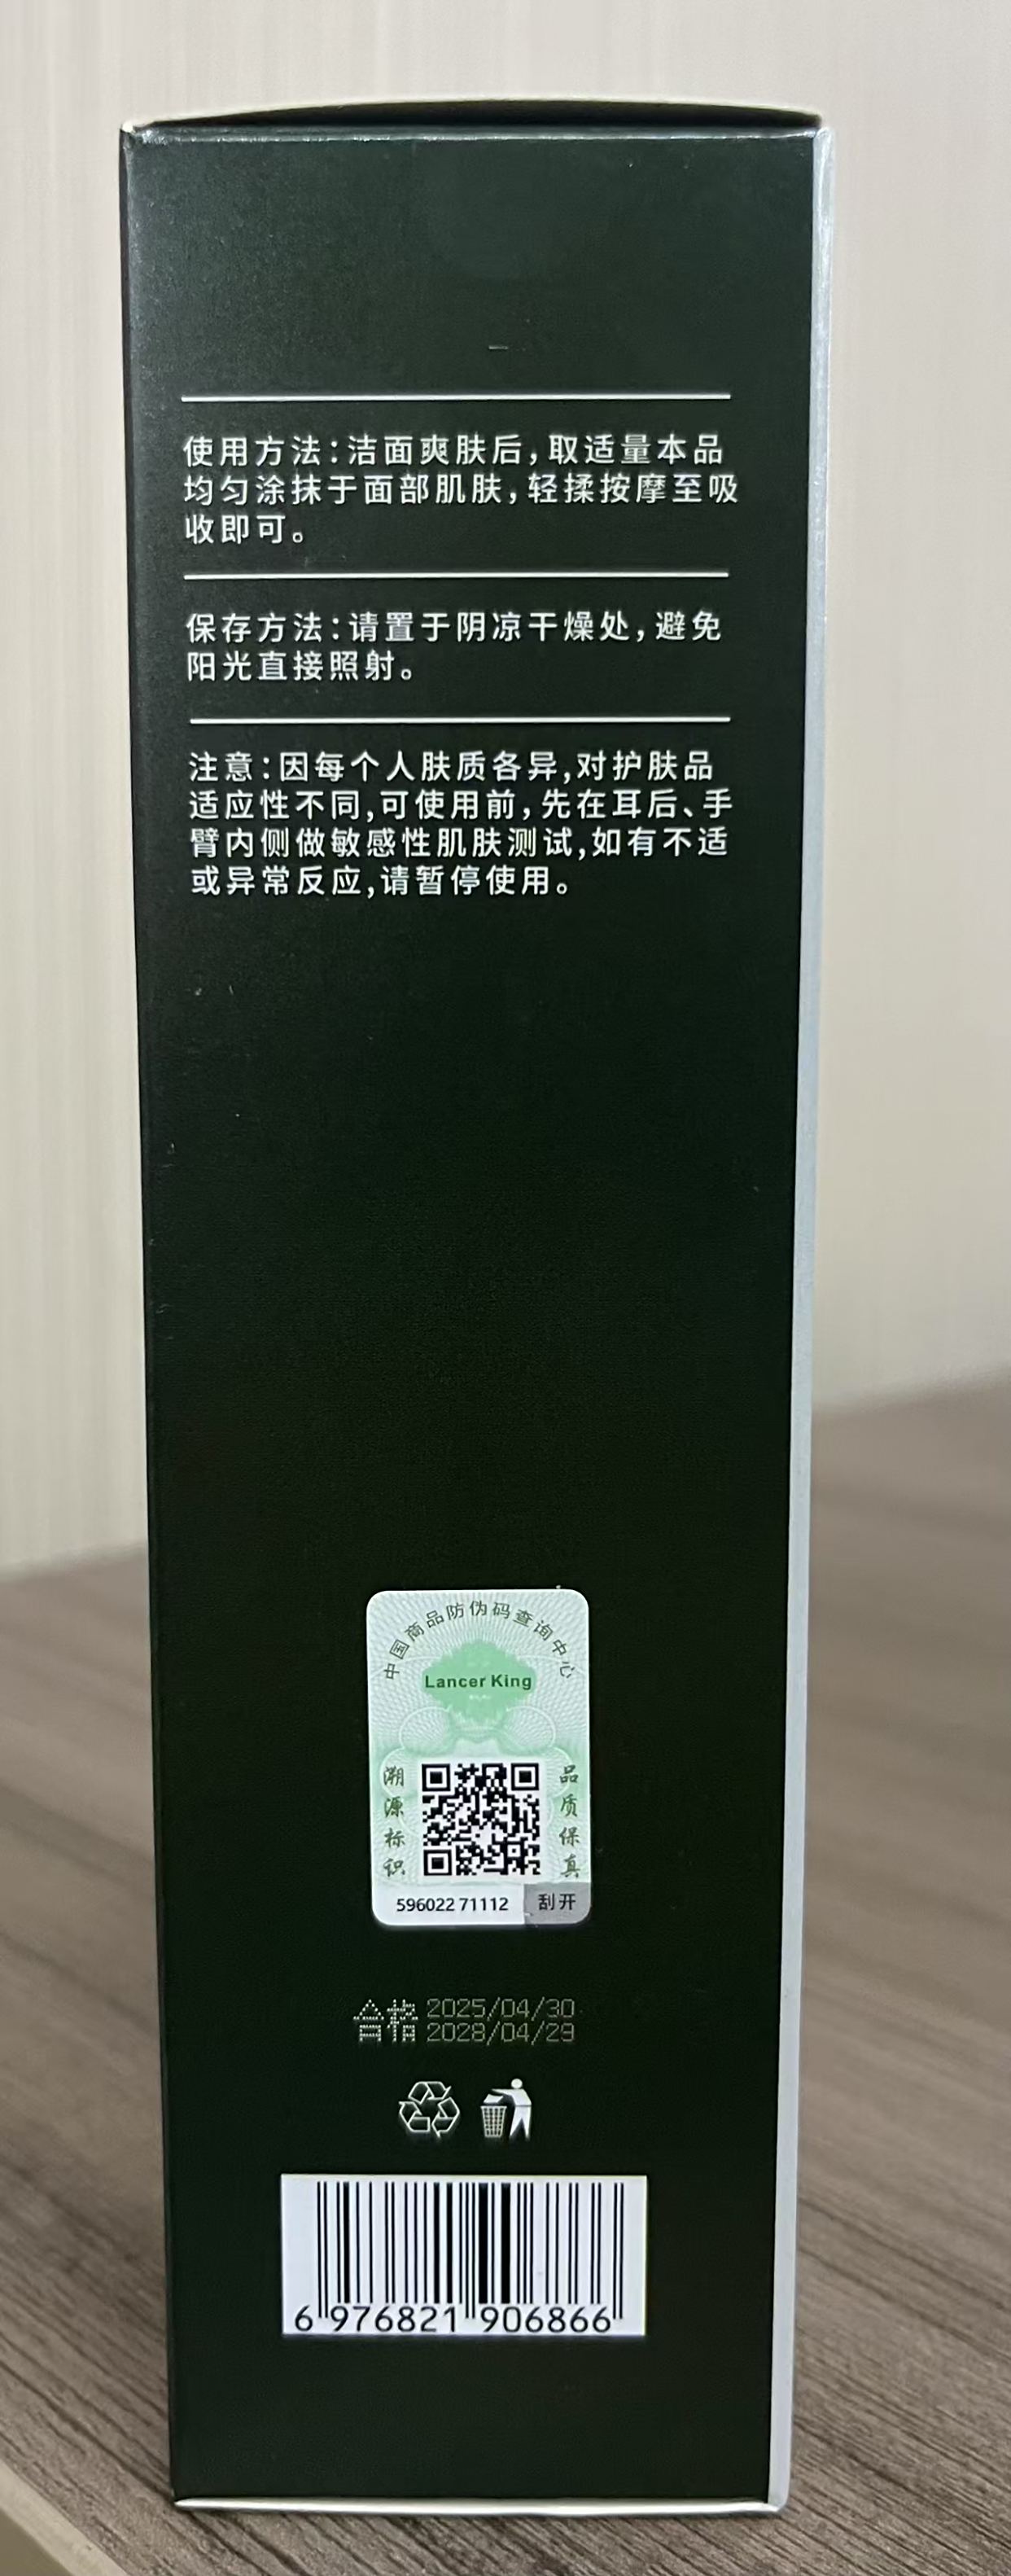 使用方法：洁面爽肤后，取适量本品
均匀涂抹于面部肌肤，轻揉按摩至吸
收即可。
保存方法：请置于阴凉干燥处，避免
阳光直接照射。
注意：因每个人肤质各异，对护肤品
适应性不同，可使用前，先在耳后、手
臂内侧做敏感性肌肤测试，如有不适
或异常反应，请暂停使用。
中国商品防伪码查询中心
Lancer King
溯源标识
品质保真
596022 71112
刮开
合格
2025/04/30
2028/04/29
6 976821 906866